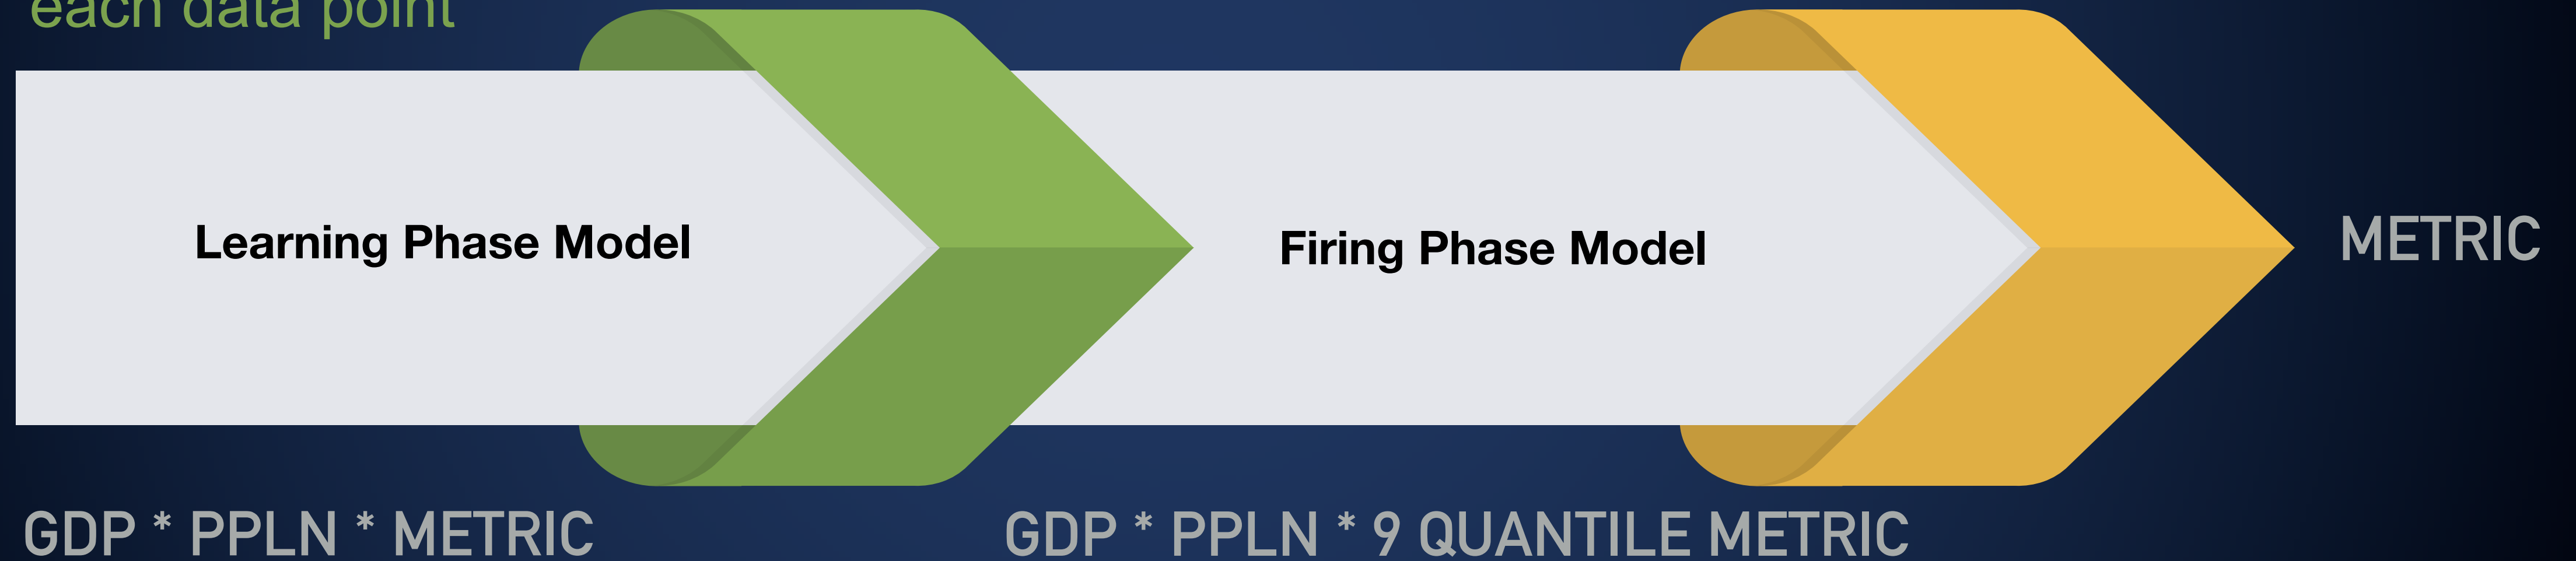 each data point
Learning Phase Model
Firing Phase Model
METRIC
GDP * PPLN * METRIC
GDP * PPLN * 9 QUANTILE METRIC